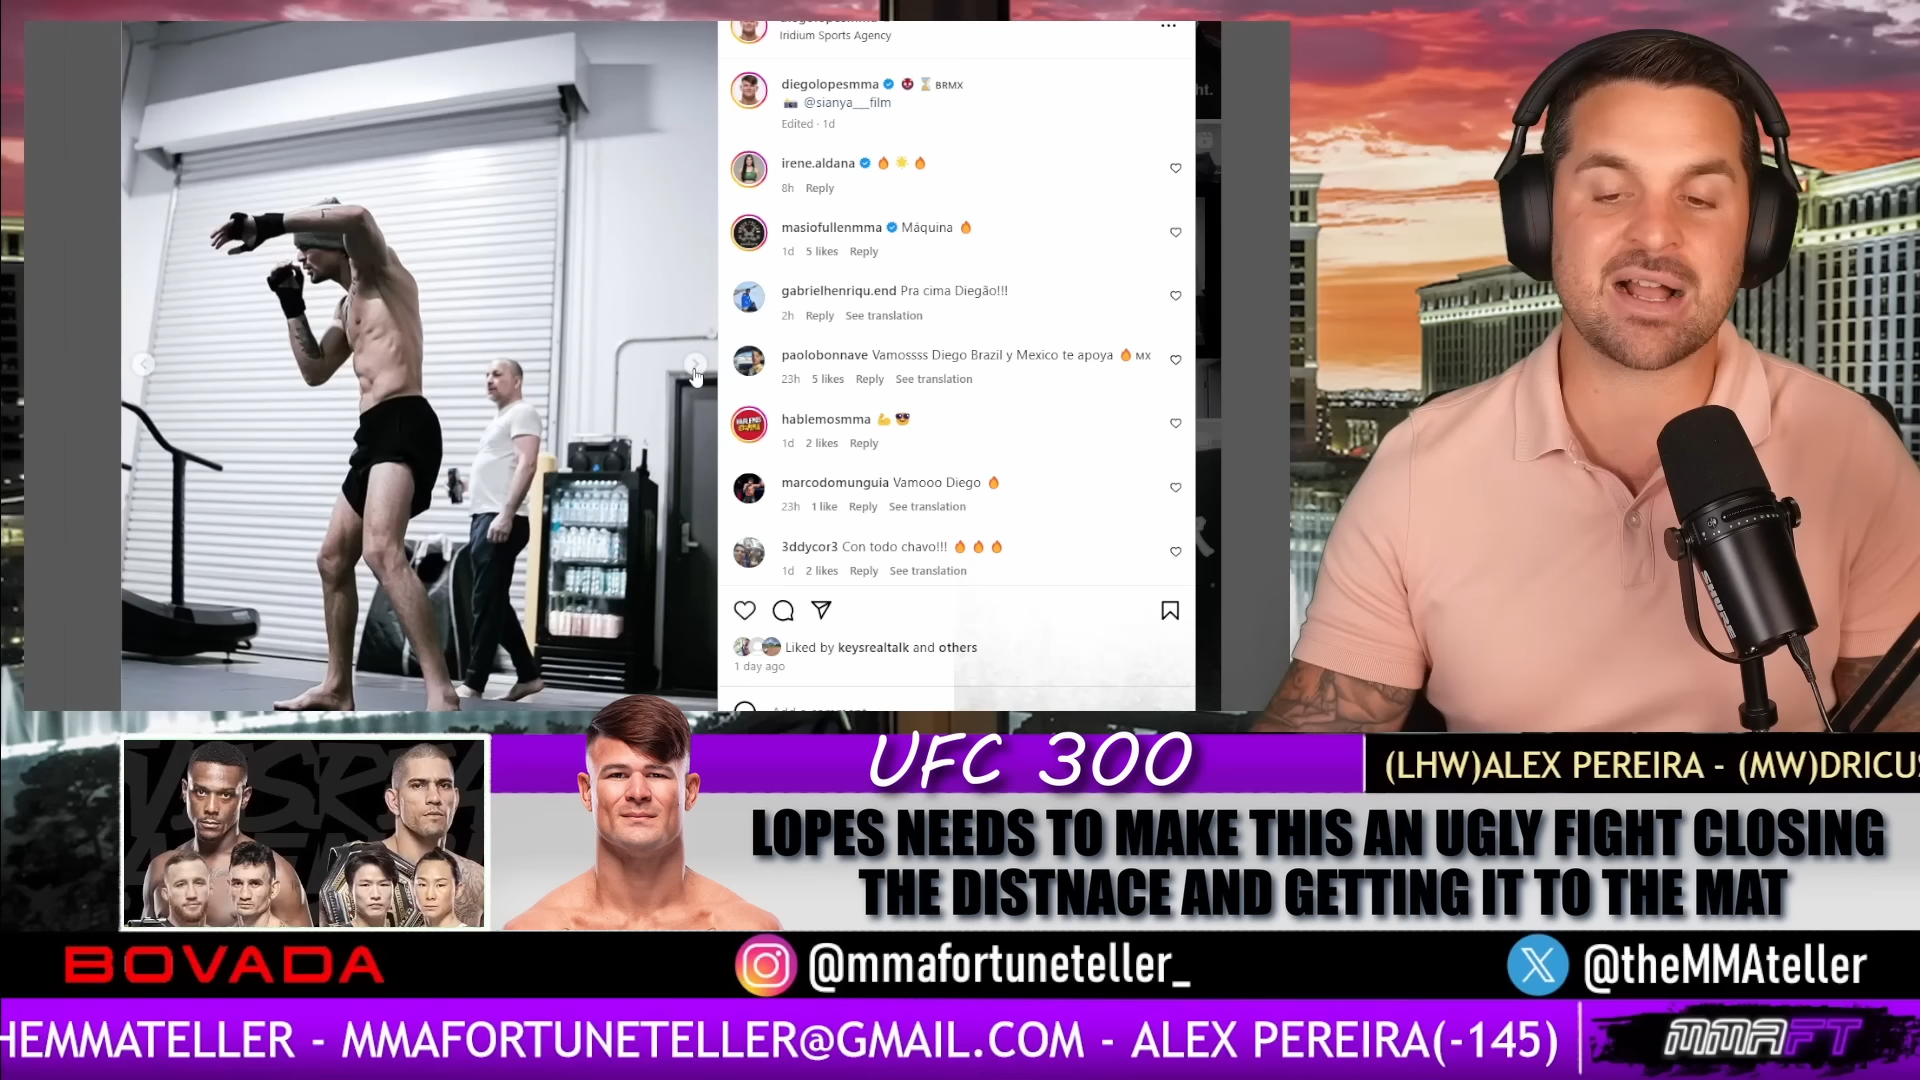 Iridium Sports Agency
diegolopesmma BRMX
@sianya___film
Edited · 1d
irene.aldana
8h Reply
masiofullenmma Máquina
1d 5 likes Reply
gabrielhenriqu.end Pra cima Diegão!!!
2h Reply See translation
paolobonnave Vamossss Diego Brazil y Mexico te apoya MX
23h 5 likes Reply See translation
hablemosmma
1d 2 likes Reply
marcodomunguia Vamooo Diego
23h 1 like Reply See translation
3ddycor3 Con todo chavo!!!
1d 2 likes Reply See translation
Liked by keysrealtalk and others
1 day ago
ht.
SHURE
UFC 300
(LHW)ALEX PEREIRA - (MW)DRICUS
LOPES NEEDS TO MAKE THIS AN UGLY FIGHT CLOSING
THE DISTNACE AND GETTING IT TO THE MAT
BOVADA
@mmafortuneteller_
@theMMAteller
HEMMATELLER - MMAFORTUNETELLER@GMAIL.COM - ALEX PEREIRA(-145)
MMAFT